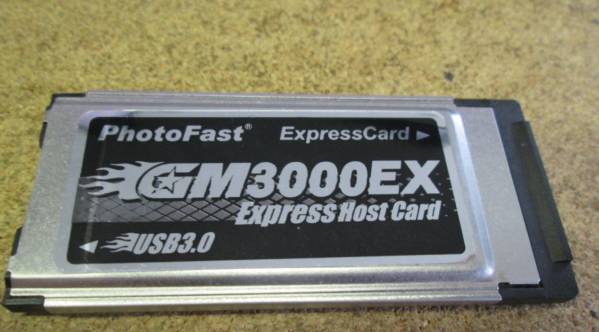 PhotoFast® ExpressCard ►
GM3000EX
Express Host Card
◄ USB3.0